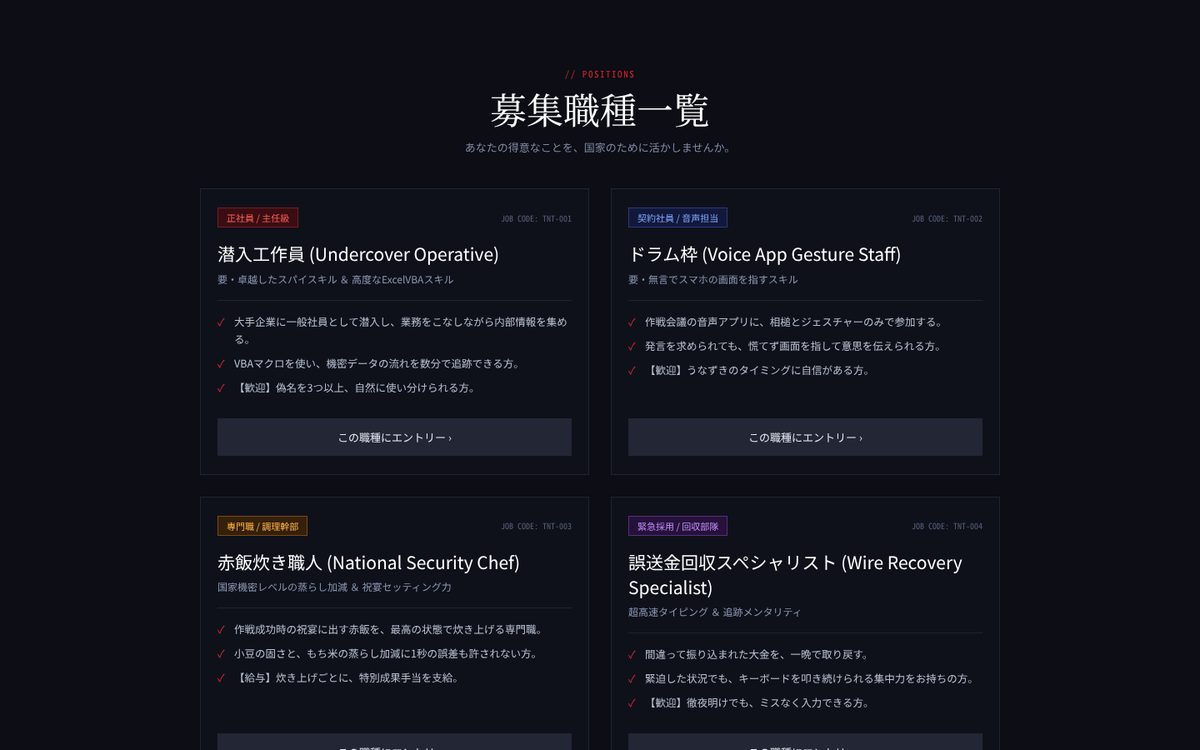 // POSITIONS
募集職種一覧
あなたの得意なことを、国家のために活かしませんか。
正社員 / 主任級
JOB CODE: TNT-001
潜入工作員 (Undercover Operative)
要・卓越したスパイスキル ＆ 高度なExcelVBAスキル
✓ 大手企業に一般社員として潜入し、業務をこなしながら内部情報を集め
る。
✓ VBAマクロを使い、機密データの流れを数分で追跡できる方。
✓ 【歓迎】偽名を3つ以上、自然に使い分けられる方。
この職種にエントリー ›
契約社員 / 音声担当
JOB CODE: TNT-002
ドラム枠 (Voice App Gesture Staff)
要・無言でスマホの画面を指すスキル
✓ 作戦会議の音声アプリに、相槌とジェスチャーのみで参加する。
✓ 発言を求められても、慌てず画面を指して意思を伝えられる方。
✓ 【歓迎】うなずきのタイミングに自信がある方。
この職種にエントリー ›
専門職 / 調理幹部
JOB CODE: TNT-003
赤飯炊き職人 (National Security Chef)
国家機密レベルの蒸らし加減 ＆ 祝宴セッティング力
✓ 作戦成功時の祝宴に出す赤飯を、最高の状態で炊き上げる専門職。
✓ 小豆の固さと、もち米の蒸らし加減に1秒の誤差も許されない方。
✓ 【給与】炊き上げごとに、特別成果手当を支給。
緊急採用 / 回収部隊
JOB CODE: TNT-004
誤送金回収スペシャリスト (Wire Recovery
Specialist)
超高速タイピング ＆ 追跡メンタリティ
✓ 間違って振り込まれた大金を、一晩で取り戻す。
✓ 緊迫した状況でも、キーボードを叩き続けられる集中力をお持ちの方。
✓ 【歓迎】徹夜明けでも、ミスなく入力できる方。